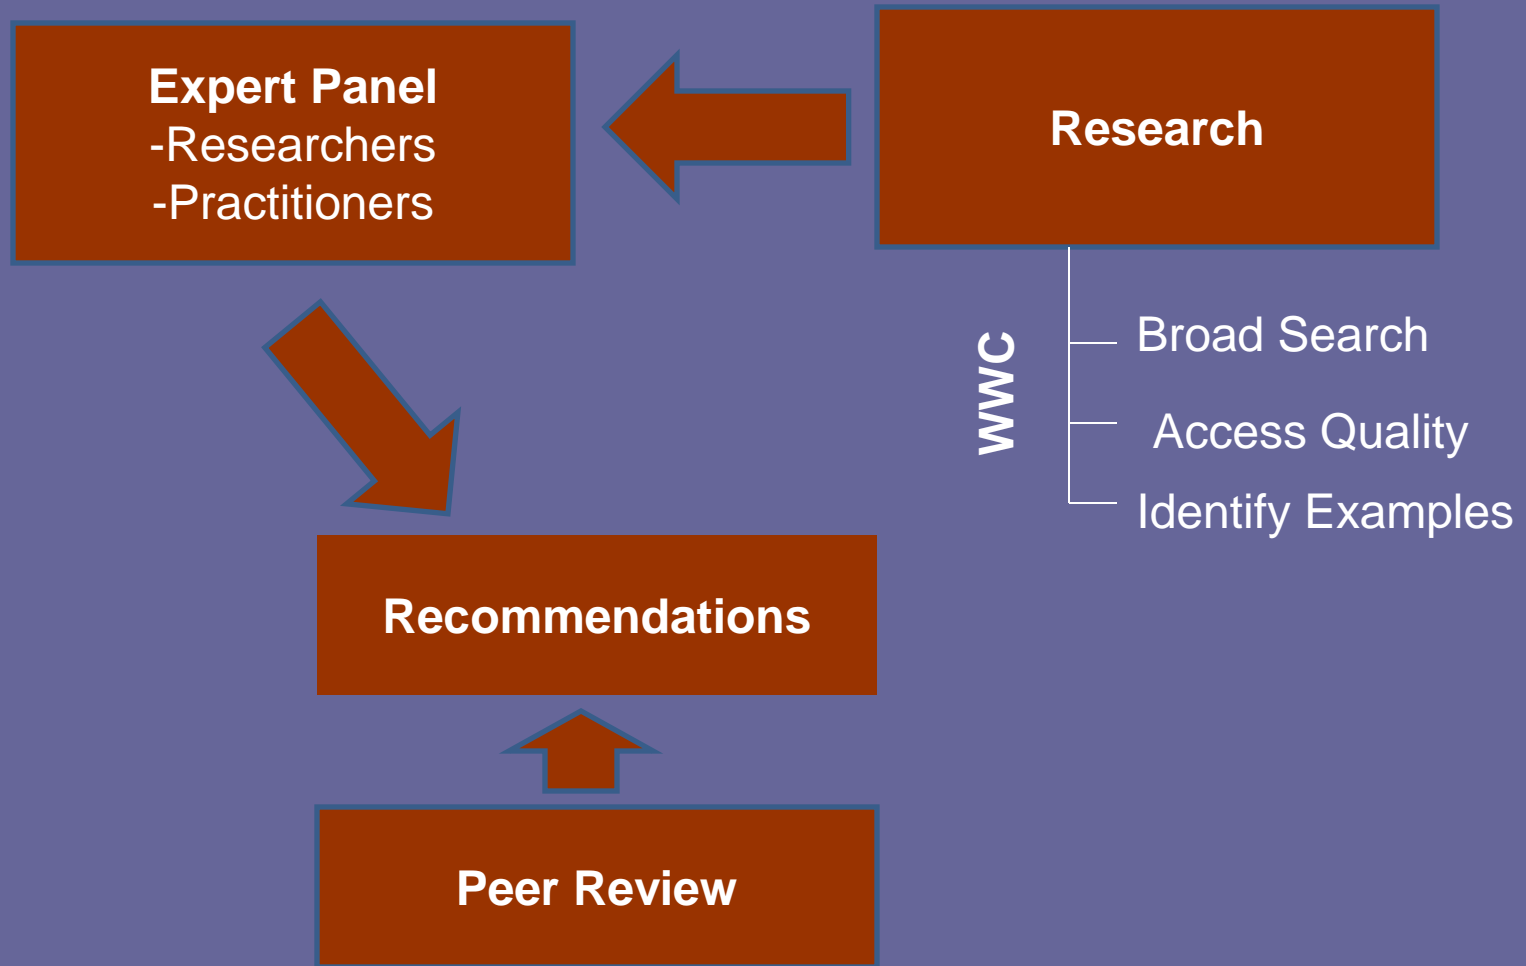 Expert Panel
-Researchers
-Practitioners
Research
WWC
Broad Search
Access Quality
Identify Examples
Recommendations
Peer Review